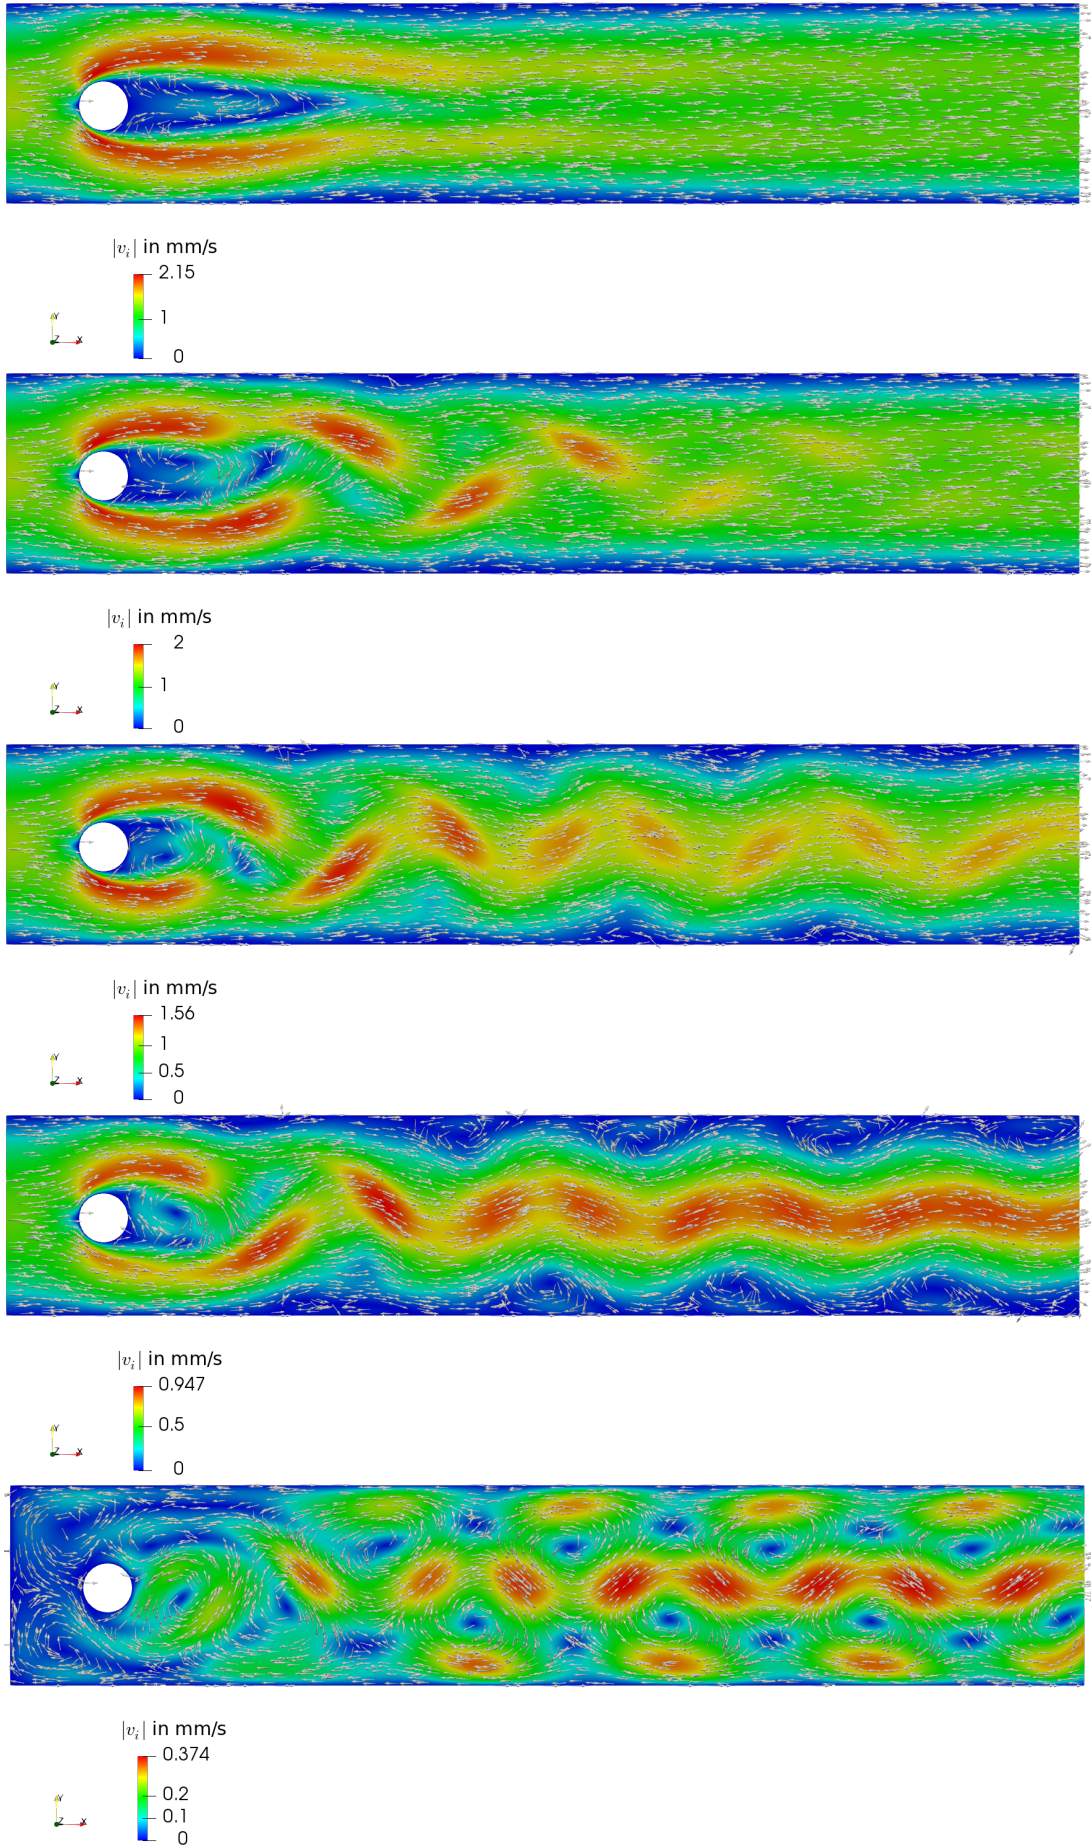 |v_i| in mm/s
2.15
1
0
Y
Z X
|v_i| in mm/s
2
1
0
Y
Z X
|v_i| in mm/s
1.56
1
0.5
0
Y
Z X
|v_i| in mm/s
0.947
0.5
0
Y
Z X
|v_i| in mm/s
0.374
0.2
0.1
0
Y
Z X